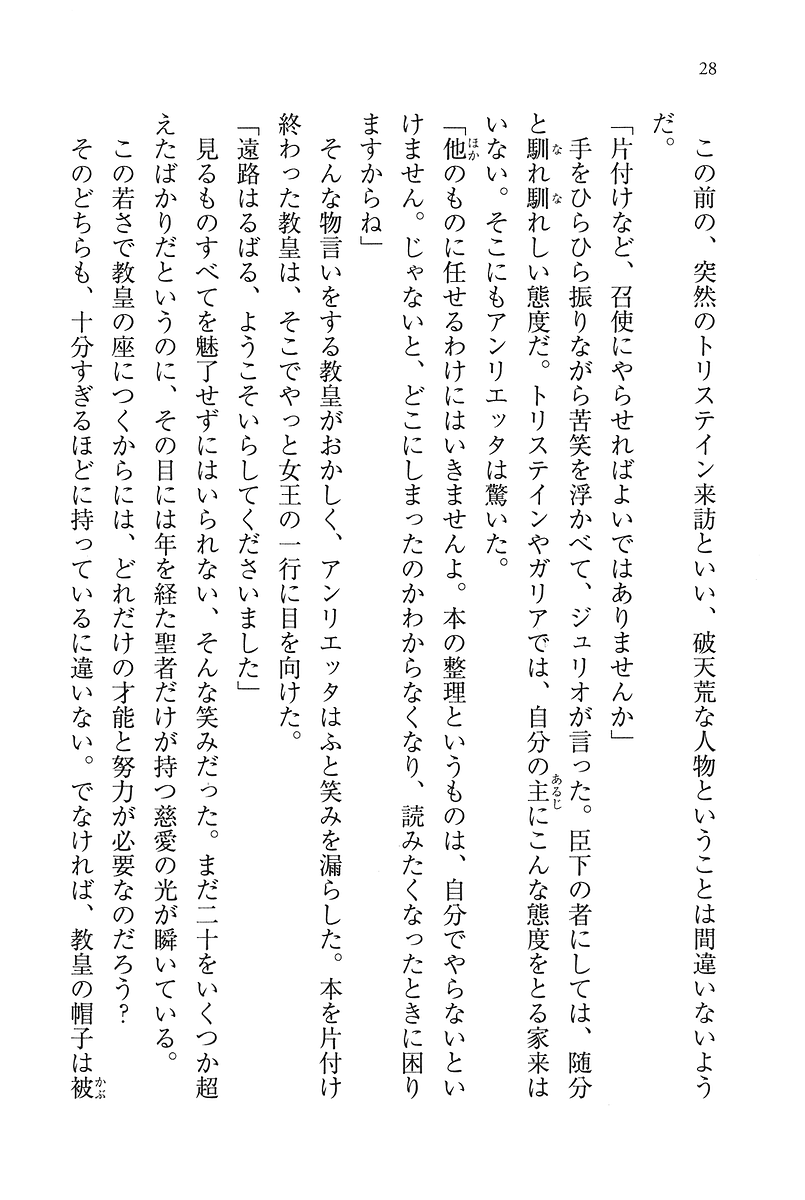 28
この前の、突然のトリステイン来訪といい、破天荒な人物ということは間違いないよう
だ。
「片付けなど、召使にやらせればよいではありませんか」
手をひらひら振りながら苦笑を浮かべて、ジュリオが言った。臣下の者にしては、随分
と馴れ馴れしい態度だ。トリステインやガリアでは、自分の主にこんな態度をとる家来は
いない。そこにもアンリエッタは驚いた。
「他のものに任せるわけにはいきませんよ。本の整理というものは、自分でやらないとい
けません。じゃないと、どこにしまったのかわからなくなり、読みたくなったときに困り
ますからね」
そんな物言いをする教皇がおかしく、アンリエッタはふと笑みを漏らした。本を片付け
終わった教皇は、そこでやっと女王の一行に目を向けた。
「遠路はるばる、ようこそいらしてくださいました」
見るものすべてを魅了せずにはいられない、そんな笑みだった。まだ二十をいくつか超
えたばかりだというのに、その目には年を経た聖者だけが持つ慈愛の光が瞬いている。
この若さで教皇の座につくからには、どれだけの才能と努力が必要なのだろう?
そのどちらも、十分すぎるほどに持っているに違いない。でなければ、教皇の帽子は被